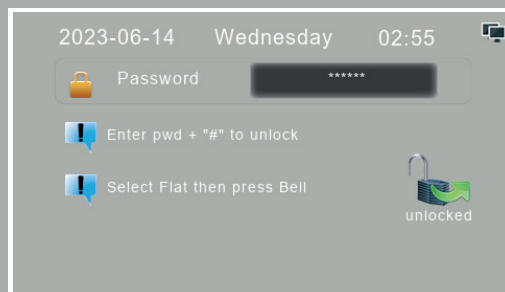 2023-06-14 Wednesday 02:55
Password ******
Enter pwd + "#" to unlock
Select Flat then press Bell
unlocked